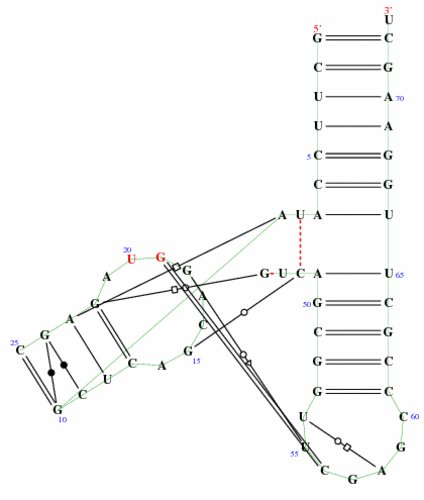 3'
U
5'
G C
C G
U A 70
U A
5 C G
C G
A U A U
20
U G G
A G U C A U 65
A
G G C
50
A C
G C G
25 C G 15
A U C G C
C G C
G
10
U C 60
U G
55
C A
G